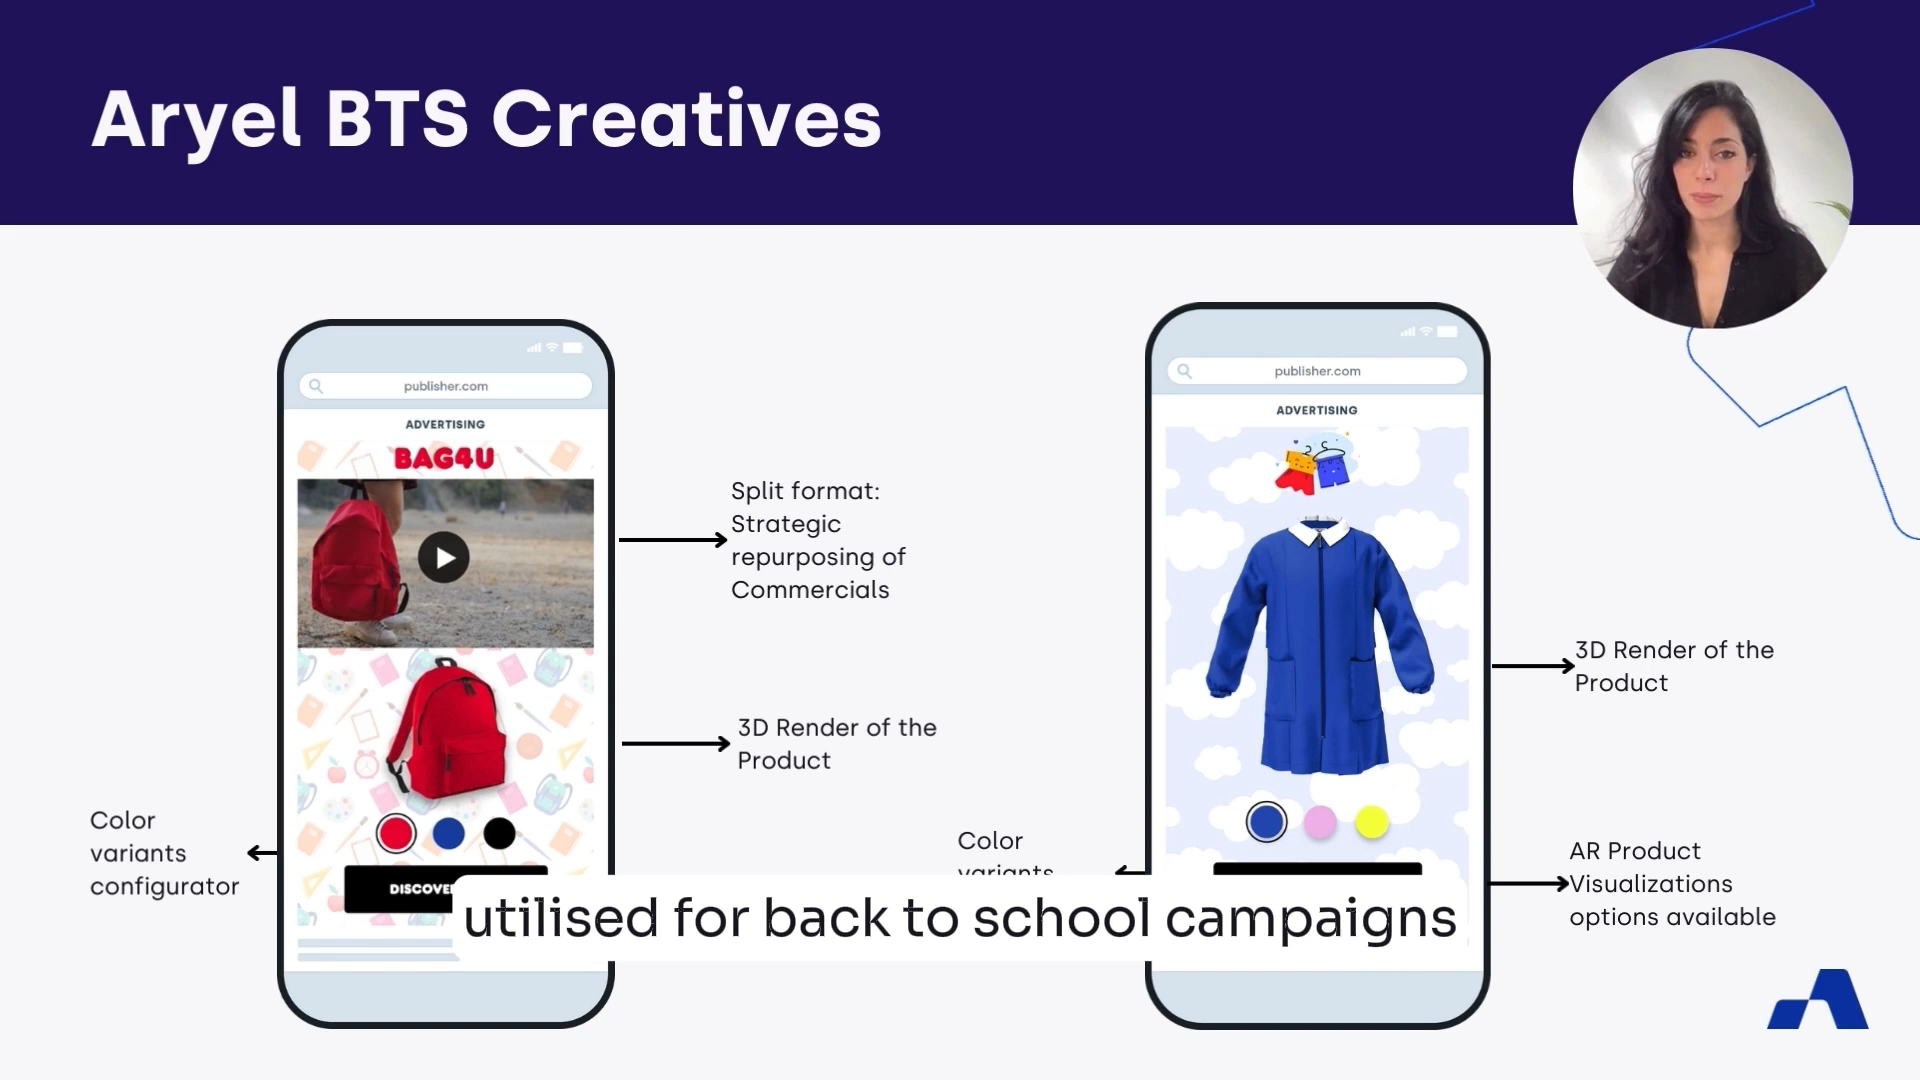 Aryel BTS Creatives
publisher.com
ADVERTISING
BAG4U
DISCOVE
Split format:
Strategic
repurposing of
Commercials
3D Render of the
Product
Color
variants
configurator
publisher.com
ADVERTISING
3D Render of the
Product
Color
variants
AR Product
Visualizations
options available
utilised for back to school campaigns